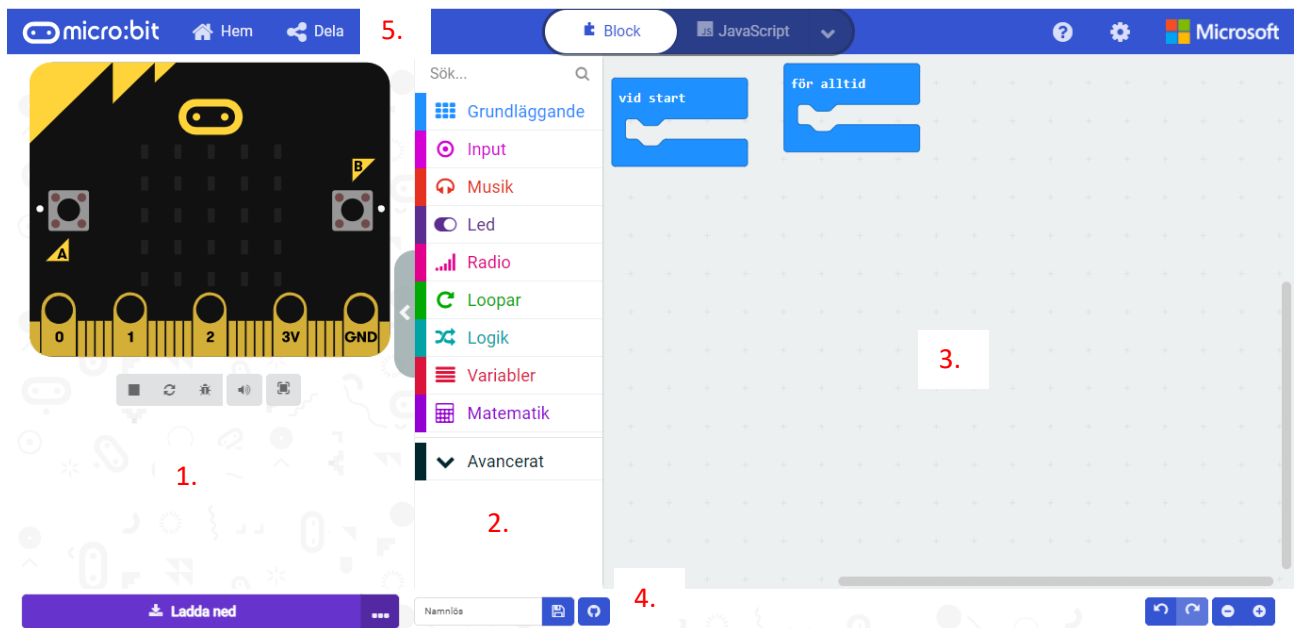 micro:bit Hem Dela 5. Block JS JavaScript ? Microsoft
Sök...
Grundläggande
Input
Musik
Led
Radio
Loopar
Logik
Variabler
Matematik
Avancerat
vid start
för alltid
B
A
0 1 2 3V GND
1.
2.
3.
4.
Ladda ned
Namnlös